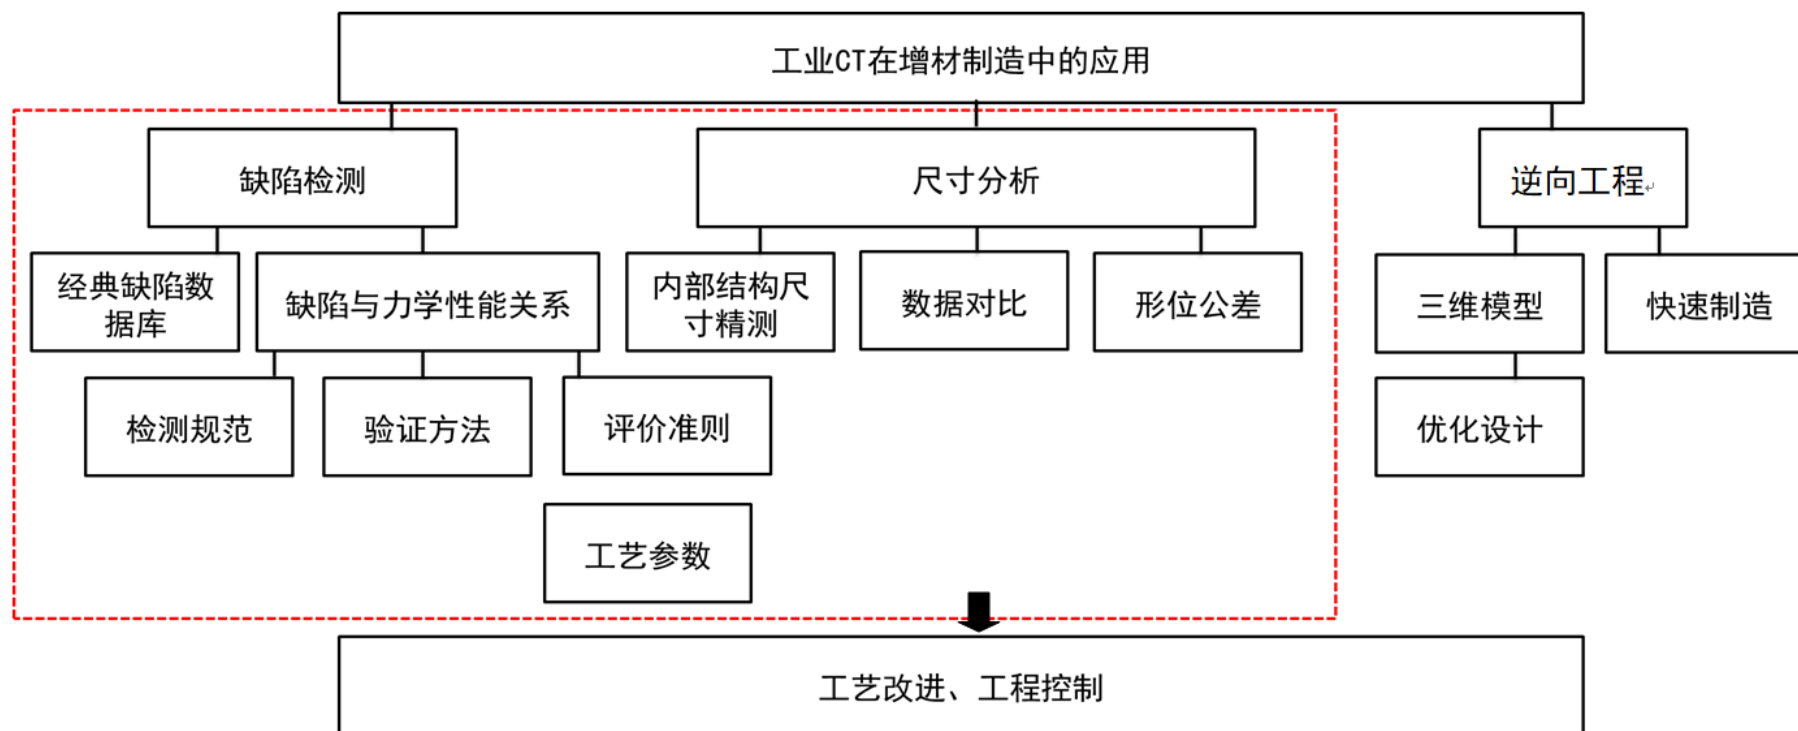 工业CT在增材制造中的应用
缺陷检测
尺寸分析
逆向工程
经典缺陷数
据库
缺陷与力学性能关系
内部结构尺
寸精测
数据对比
形位公差
三维模型
快速制造
检测规范
验证方法
评价准则
优化设计
工艺参数
工艺改进、工程控制